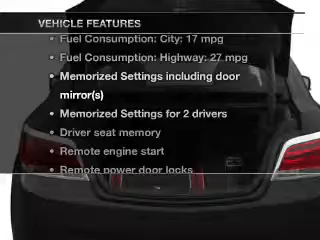 VEHICLE FEATURES
• Fuel Consumption: City: 17 mpg
• Fuel Consumption: Highway: 27 mpg
• Memorized Settings including door
mirror(s)
• Memorized Settings for 2 drivers
• Driver seat memory
• Remote engine start
• Remote power door locks